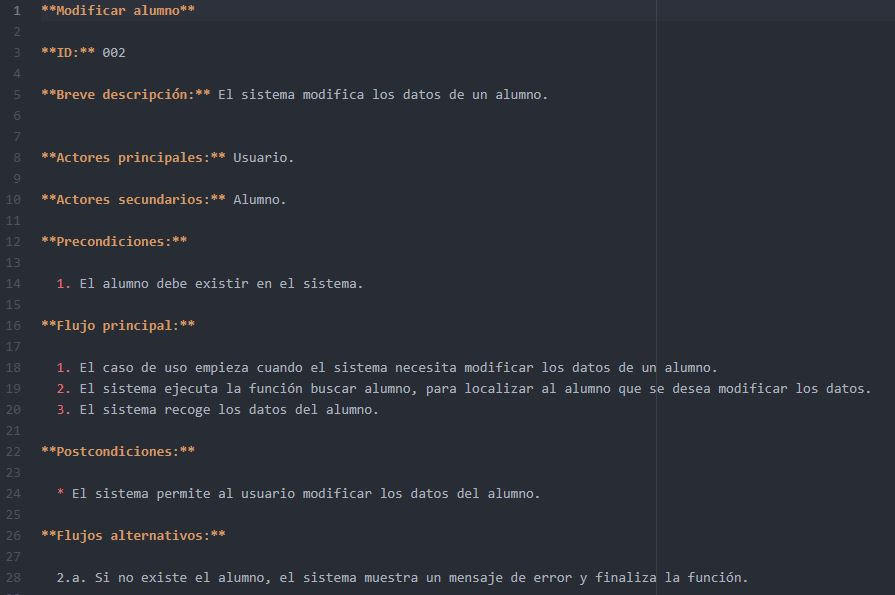 1 **Modificar alumno**
2
3 **ID:** 002
4
5 **Breve descripción:** El sistema modifica los datos de un alumno.
6
7
8 **Actores principales:** Usuario.
9
10 **Actores secundarios:** Alumno.
11
12 **Precondiciones:**
13
14 1. El alumno debe existir en el sistema.
15
16 **Flujo principal:**
17
18 1. El caso de uso empieza cuando el sistema necesita modificar los datos de un alumno.
19 2. El sistema ejecuta la función buscar alumno, para localizar al alumno que se desea modificar los datos.
20 3. El sistema recoge los datos del alumno.
21
22 **Postcondiciones:**
23
24 * El sistema permite al usuario modificar los datos del alumno.
25
26 **Flujos alternativos:**
27
28 2.a. Si no existe el alumno, el sistema muestra un mensaje de error y finaliza la función.